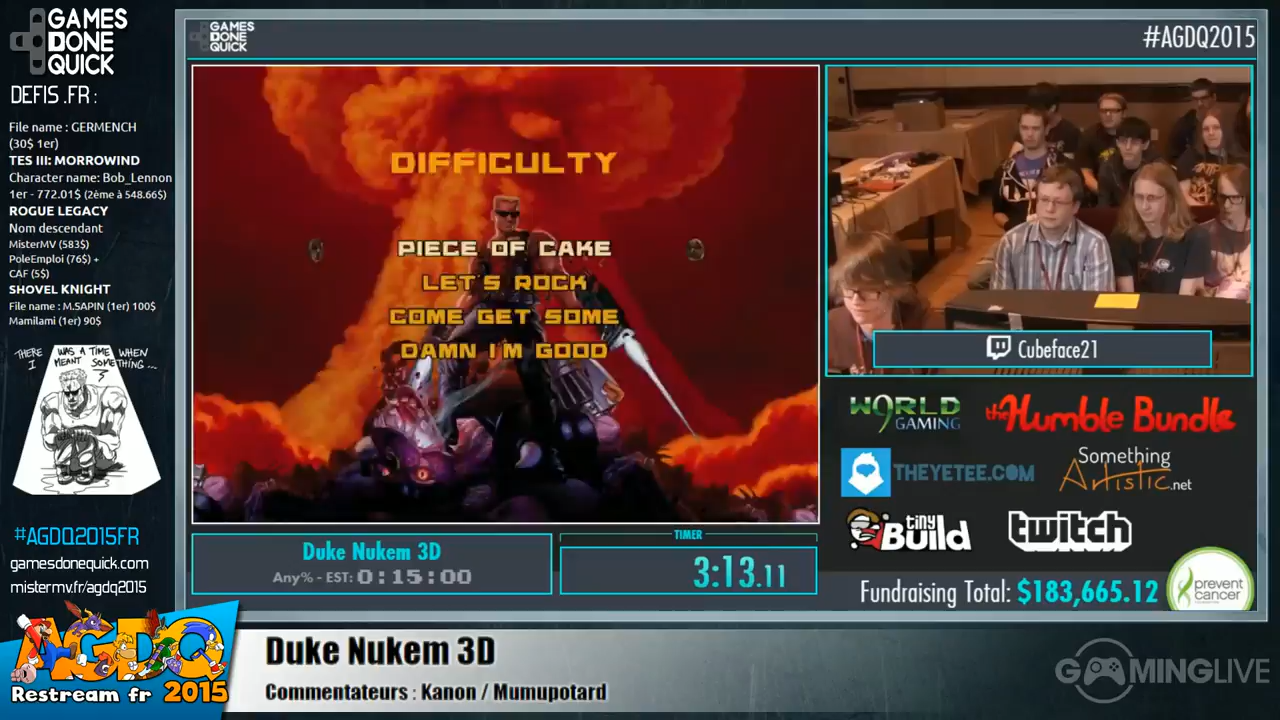 GAMES
DONE
QUICK
DEFIS .FR :
File name : GERMENCH
(30$ 1er)
TES III: MORROWIND
Character name: Bob_Lennon
1er - 772.01$ (2ème à 548.66$)
ROGUE LEGACY
Nom descendant
MisterMV (583$)
PoleEmploi (76$) +
CAF (5$)
SHOVEL KNIGHT
File name : M.SAPIN (1er) 100$
Mamilami (1er) 90$
THERE WAS A TIME WHEN
I MEANT SOMETHING...
#AGDQ2015FR
gamesdonequick.com
mistermv.fr/agdq2015
AGDQ
Restream fr 2015
GAMES
DONE
QUICK
#AGDQ2015
DIFFICULTY
PIECE OF CAKE
LET'S ROCK
COME GET SOME
DAMN I'M GOOD
Cubeface21
Duke Nukem 3D
Any% - EST: 0:15:00
TIMER
3:13.11
W9RLD
GAMING
the Humble Bundle
THEYETEE.COM
Something
Artistic.net
tiny
Build
twitch
Fundraising Total: $183,665.12
prevent
cancer
Duke Nukem 3D
Commentateurs : Kanon / Mumupotard
GAMINGLIVE